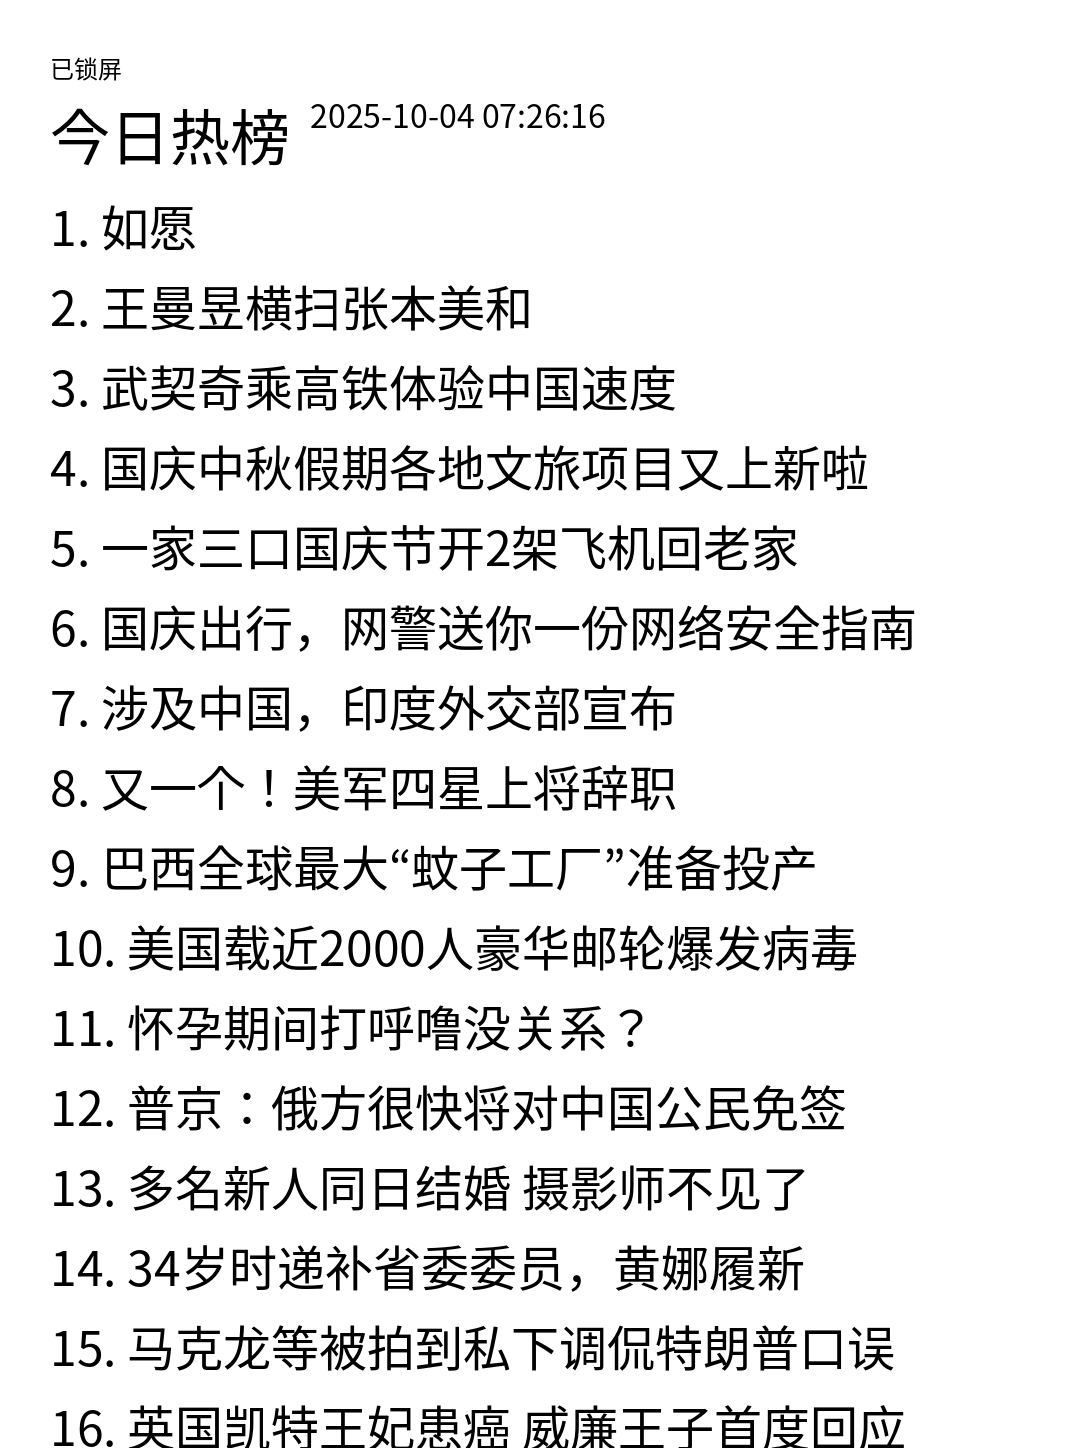 已锁屏
今日热榜 2025-10-04 07:26:16
1. 如愿
2. 王曼昱横扫张本美和
3. 武契奇乘高铁体验中国速度
4. 国庆中秋假期各地文旅项目又上新啦
5. 一家三口国庆节开2架飞机回老家
6. 国庆出行，网警送你一份网络安全指南
7. 涉及中国，印度外交部宣布
8. 又一个！美军四星上将辞职
9. 巴西全球最大“蚊子工厂”准备投产
10. 美国载近2000人豪华邮轮爆发病毒
11. 怀孕期间打呼噜没关系？
12. 普京：俄方很快将对中国公民免签
13. 多名新人同日结婚 摄影师不见了
14. 34岁时递补省委委员，黄娜履新
15. 马克龙等被拍到私下调侃特朗普口误
16. 英国凯特王妃患癌 威廉王子首度回应